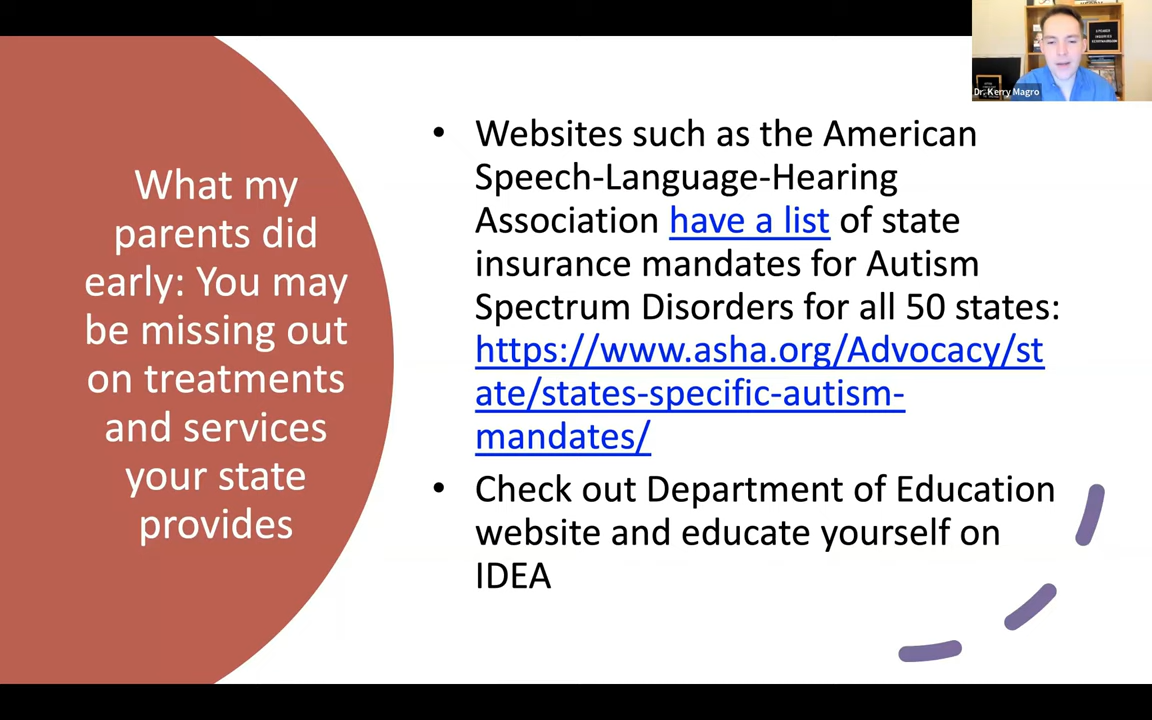 What my
parents did
early: You may
be missing out
on treatments
and services
your state
provides
• Websites such as the American
Speech-Language-Hearing
Association have a list of state
insurance mandates for Autism
Spectrum Disorders for all 50 states:
https://www.asha.org/Advocacy/st
ate/states-specific-autism-
mandates/
• Check out Department of Education
website and educate yourself on
IDEA
Dr. Kerry Magro